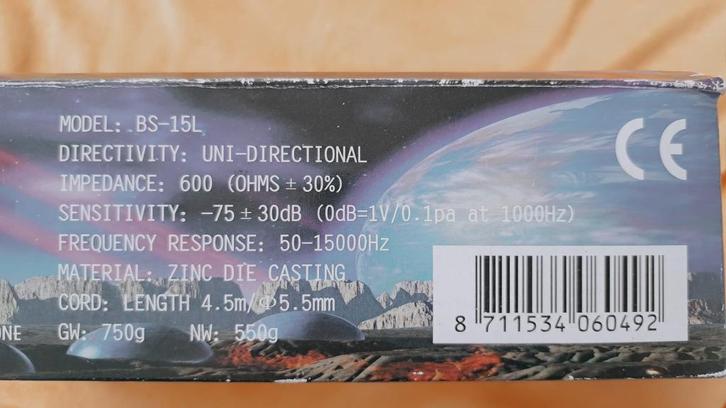 MODEL: BS-15L
DIRECTIVITY: UNI-DIRECTIONAL
IMPEDANCE: 600 (OHMS ± 30%)
SENSITIVITY: -75 ± 30dB (0dB=1V/0.1pa at 1000Hz)
FREQUENCY RESPONSE: 50-15000Hz
MATERIAL: ZINC DIE CASTING
CORD: LENGTH 4.5m/Φ5.5mm
ONE GW: 750g NW: 550g
CE
8 711534 060492